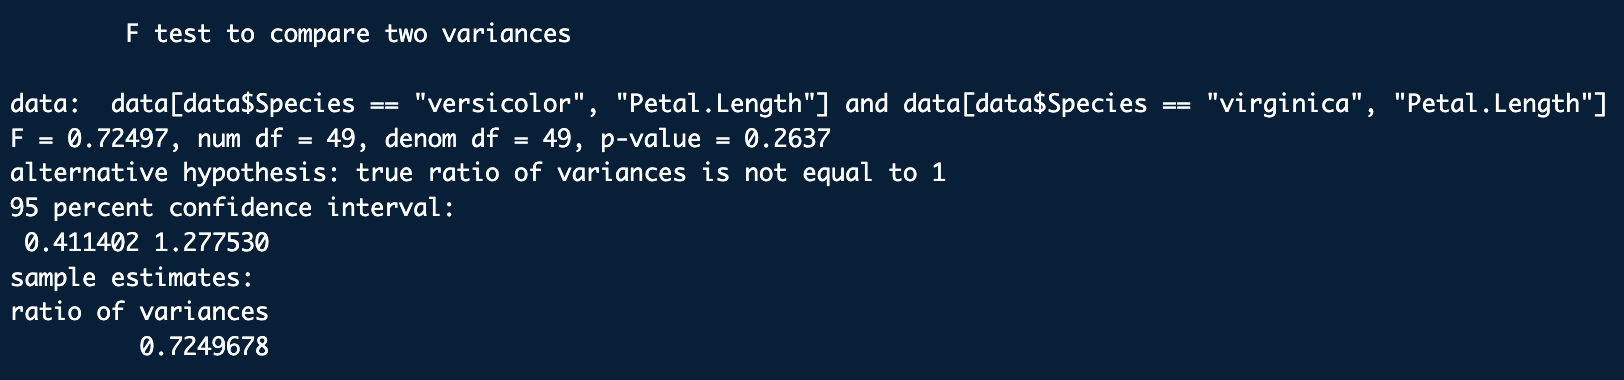 F test to compare two variances
data:  data[data$Species == "versicolor", "Petal.Length"] and data[data$Species == "virginica", "Petal.Length"]
F = 0.72497, num df = 49, denom df = 49, p-value = 0.2637
alternative hypothesis: true ratio of variances is not equal to 1
95 percent confidence interval:
 0.411402 1.277530
sample estimates:
ratio of variances
         0.7249678